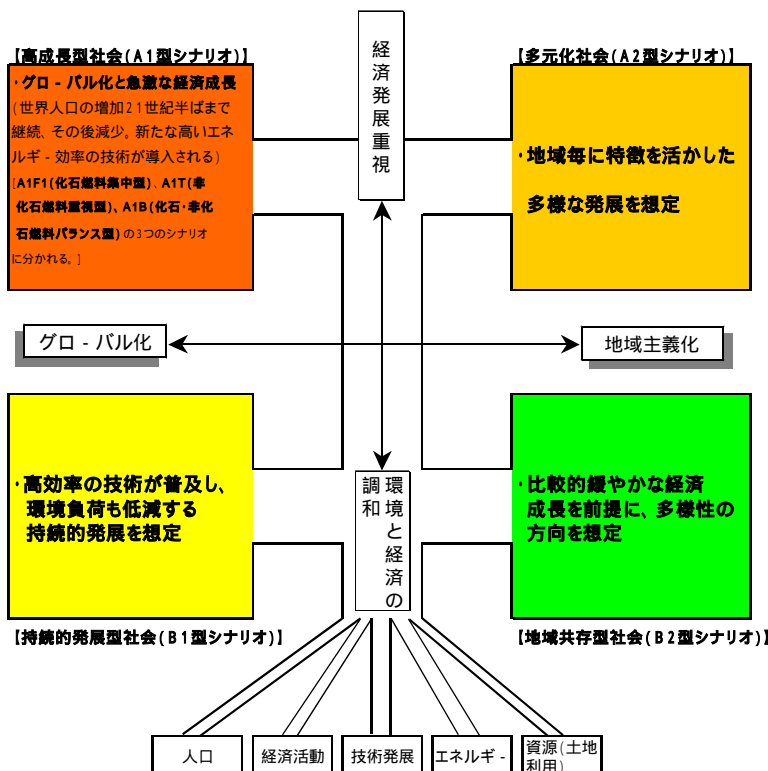 【高成長型社会(A1型シナリオ)】
・グロ‐バル化と急激な経済成長
(世界人口の増加21世紀半ばまで
継続、その後減少。新たな高いエネ
ルギ‐効率の技術が導入される)
[A1F1(化石燃料集中型)、A1T(非
化石燃料重視型)、A1B(化石・非化
石燃料バランス型)の3つのシナリオ
に分かれる。]
経済発展重視
【多元化社会(A2型シナリオ)】
・地域毎に特徴を活かした
多様な発展を想定
グロ‐バル化
地域主義化
・高効率の技術が普及し、
環境負荷も低減する
持続的発展を想定
【持続的発展型社会(B1型シナリオ)】
環境と経済の
調和
・比較的緩やかな経済
成長を前提に、多様性の
方向を想定
【地域共存型社会(B2型シナリオ)】
人口
経済活動
技術発展
エネルギ‐
資源(土地
利用)